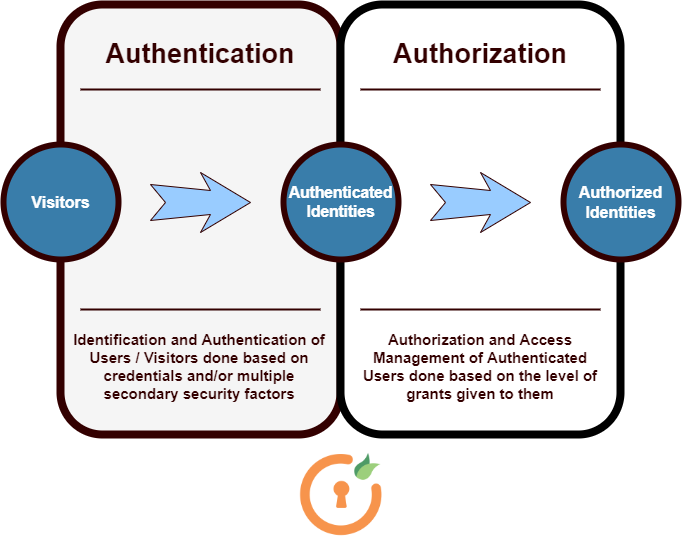 Authentication
Authorization
Visitors
Authenticated
Identities
Authorized
Identities
Identification and Authentication of
Users / Visitors done based on
credentials and/or multiple
secondary security factors
Authorization and Access
Management of Authenticated
Users done based on the level of
grants given to them